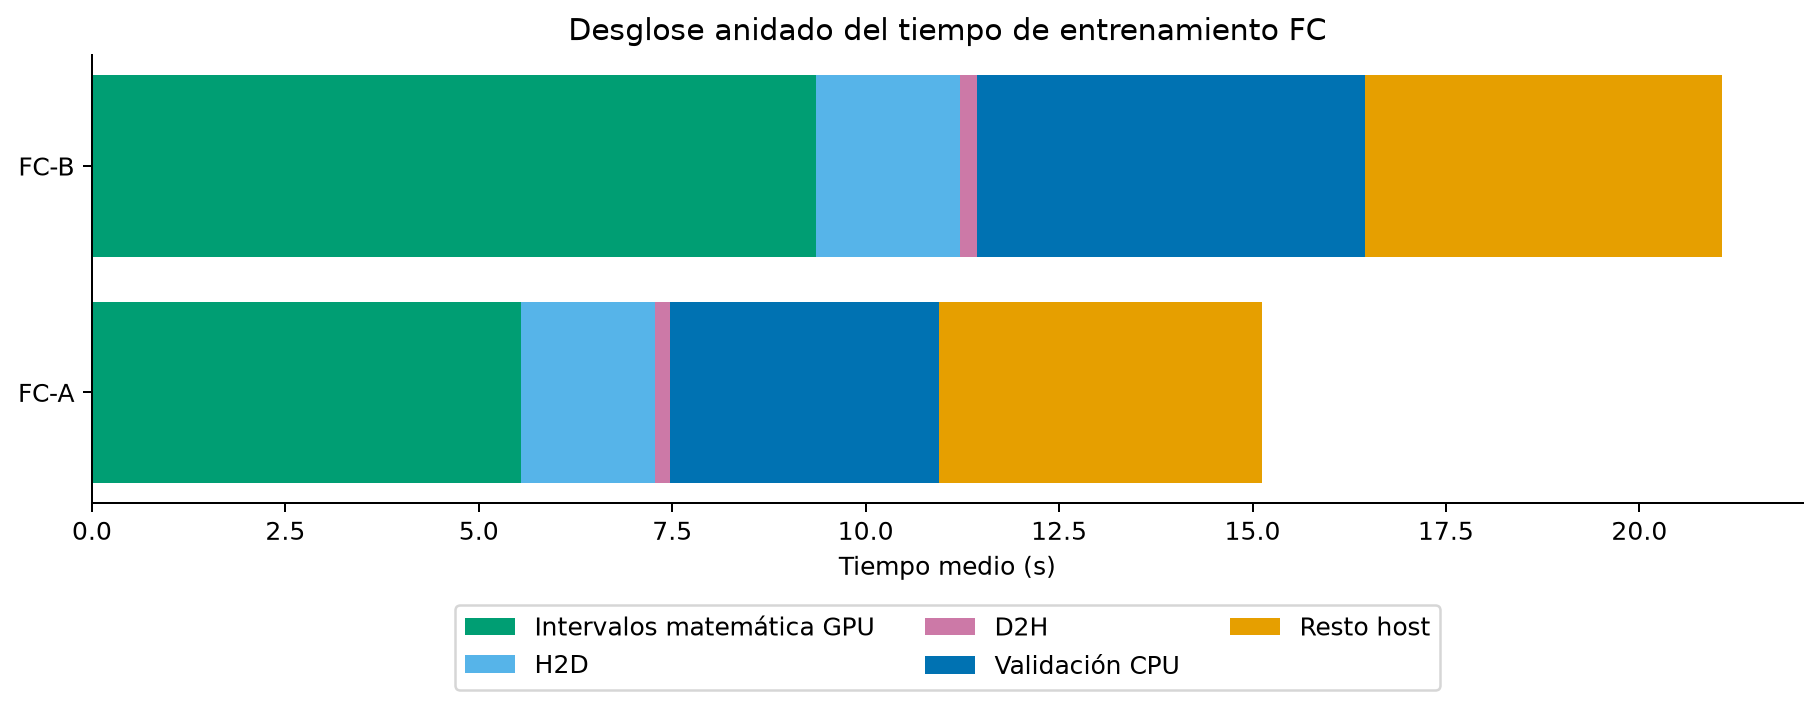 Desglose anidado del tiempo de entrenamiento FC
FC-B
FC-A
0.0 2.5 5.0 7.5 10.0 12.5 15.0 17.5 20.0
Tiempo medio (s)
Intervalos matemática GPU D2H Resto host
H2D Validación CPU